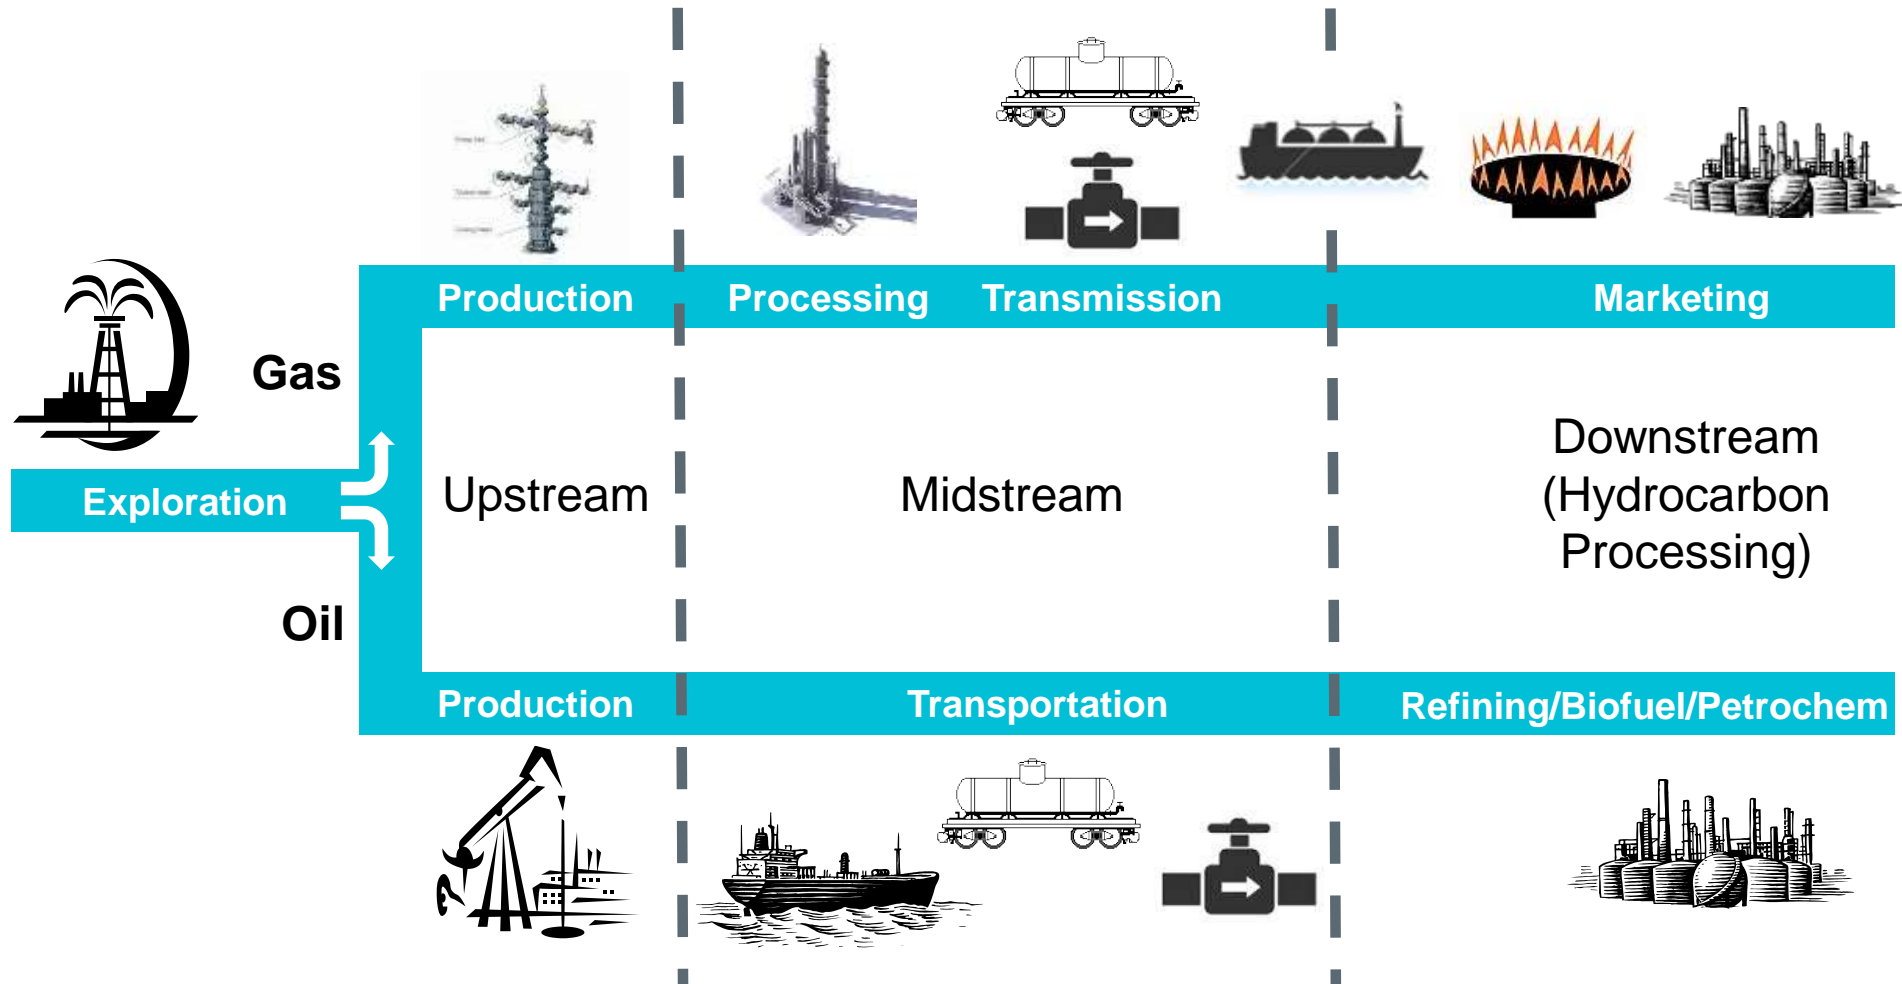 Production
Processing
Transmission
Marketing
Gas
Exploration
Upstream
Midstream
Downstream
(Hydrocarbon
Processing)
Oil
Production
Transportation
Refining/Biofuel/Petrochem